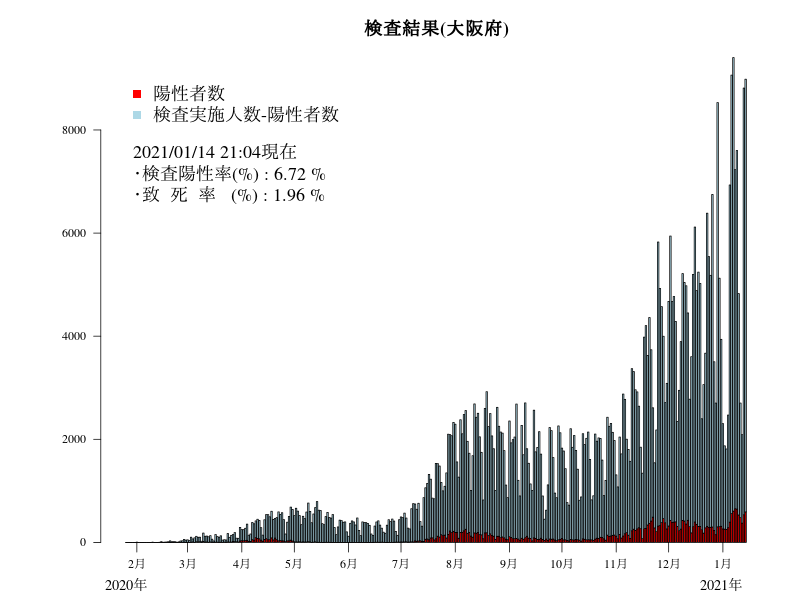 検査結果(大阪府)
陽性者数
検査実施人数-陽性者数
2021/01/14 21:04現在
・検査陽性率(%) : 6.72 %
・致 死 率 (%) : 1.96 %
8000
6000
4000
2000
0
2月 3月 4月 5月 6月 7月 8月 9月 10月 11月 12月 1月
2020年 2021年